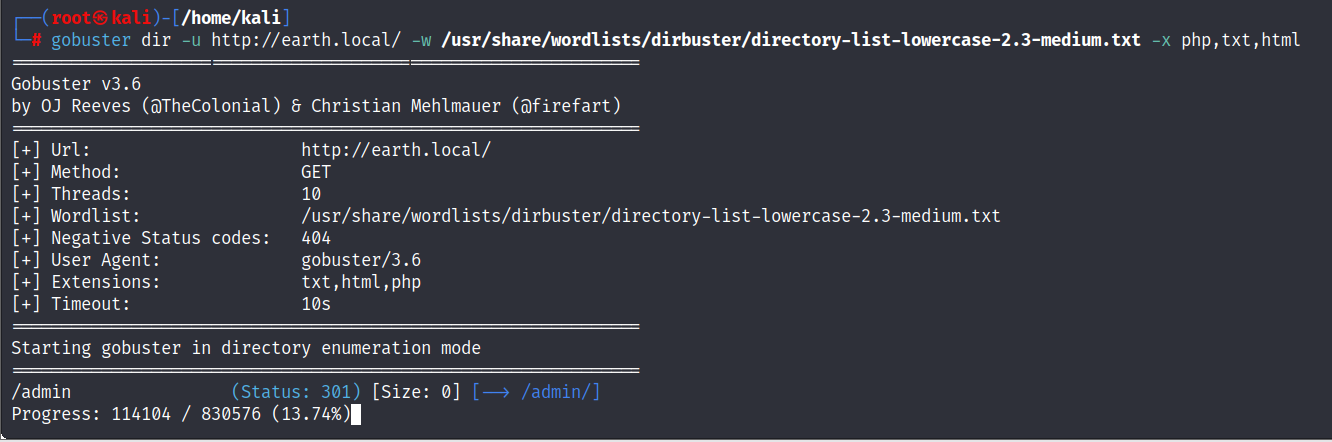 ┌──(root㉿kali)-[/home/kali]
└─# gobuster dir -u http://earth.local/ -w /usr/share/wordlists/dirbuster/directory-list-lowercase-2.3-medium.txt -x php,txt,html
===============================================================
Gobuster v3.6
by OJ Reeves (@TheColonial) & Christian Mehlmauer (@firefart)
===============================================================
[+] Url:                     http://earth.local/
[+] Method:                  GET
[+] Threads:                 10
[+] Wordlist:                /usr/share/wordlists/dirbuster/directory-list-lowercase-2.3-medium.txt
[+] Negative Status codes:   404
[+] User Agent:              gobuster/3.6
[+] Extensions:              txt,html,php
[+] Timeout:                 10s
===============================================================
Starting gobuster in directory enumeration mode
===============================================================
/admin                (Status: 301) [Size: 0] [--> /admin/]
Progress: 114104 / 830576 (13.74%)